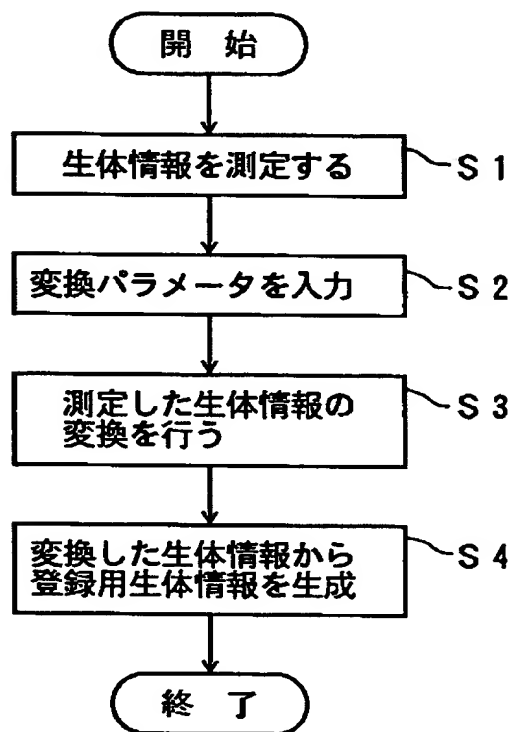 開 始
生体情報を測定する
S1
変換パラメータを入力
S2
測定した生体情報の
変換を行う
S3
変換した生体情報から
登録用生体情報を生成
S4
終 了